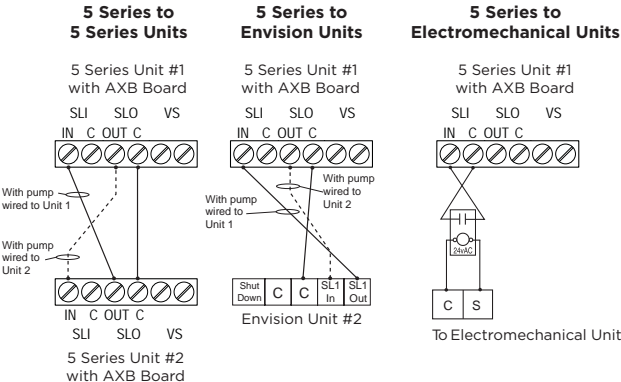 5 Series to
5 Series Units
5 Series Unit #1
with AXB Board
SLI SLO VS
IN C OUT C
With pump
wired to Unit 1
With pump
wired to
Unit 2
IN C OUT C
SLI SLO VS
5 Series Unit #2
with AXB Board
5 Series to
Envision Units
5 Series Unit #1
with AXB Board
SLI SLO VS
IN C OUT C
With pump
wired to
Unit 2
With pump
wired to
Unit 1
Shut
Down
C
C
SL1
In
SL1
Out
Envision Unit #2
5 Series to
Electromechanical Units
5 Series Unit #1
with AXB Board
SLI SLO VS
IN C OUT C
24vAC
C S
To Electromechanical Unit